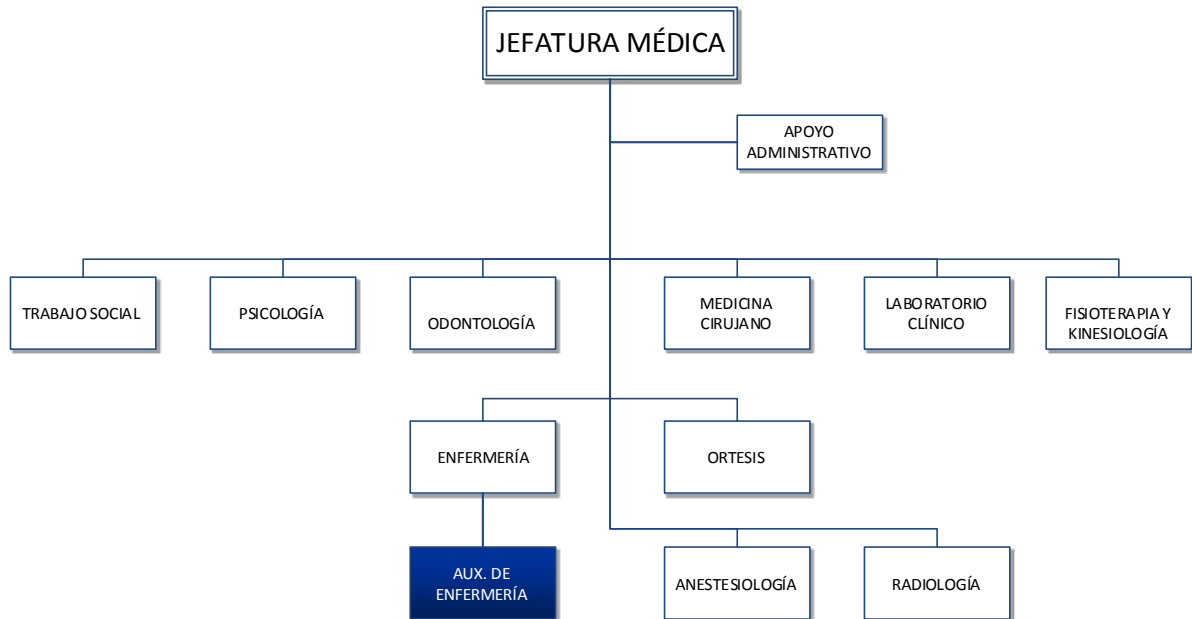 JEFATURA MÉDICA
APOYO
ADMINISTRATIVO
TRABAJO SOCIAL
PSICOLOGÍA
ODONTOLOGÍA
MEDICINA
CIRUJANO
LABORATORIO
CLÍNICO
FISIOTERAPIA Y
KINESIOLOGÍA
ENFERMERÍA
ORTESIS
AUX. DE
ENFERMERÍA
ANESTESIOLOGÍA
RADIOLOGÍA